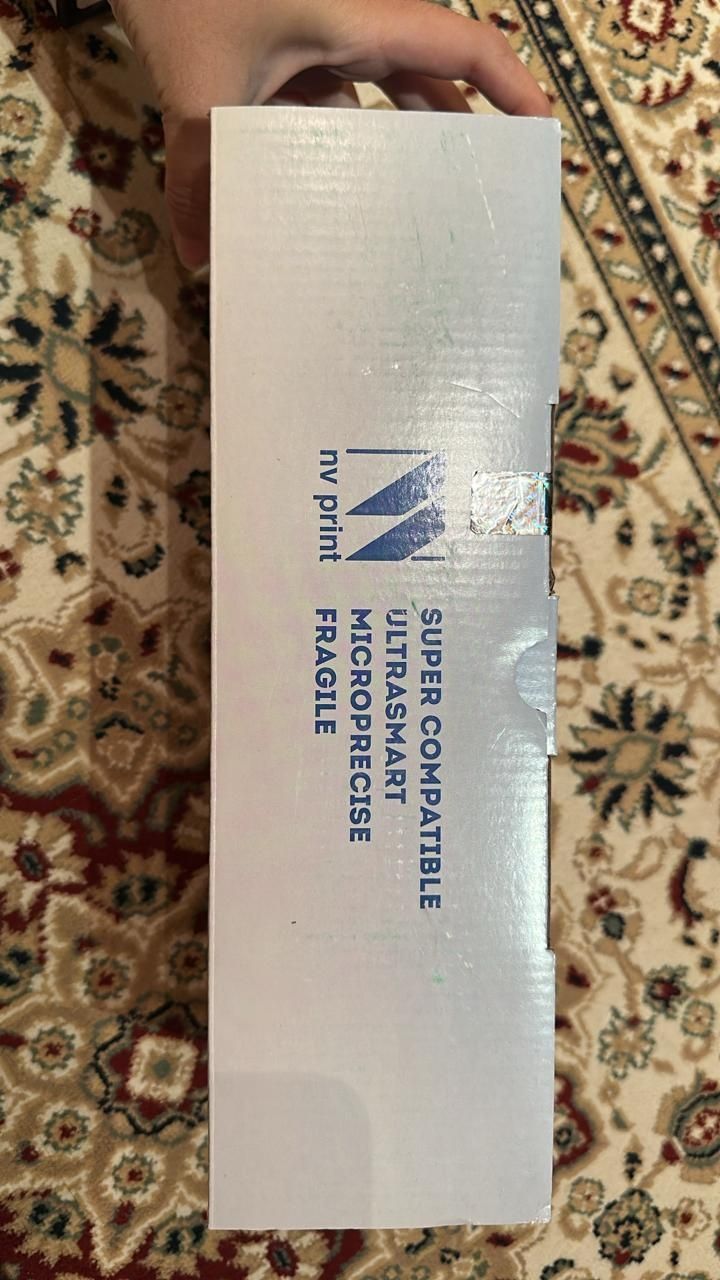 nv print
SUPER COMPATIBLE
ULTRASMART
MICROPRECISE
FRAGILE